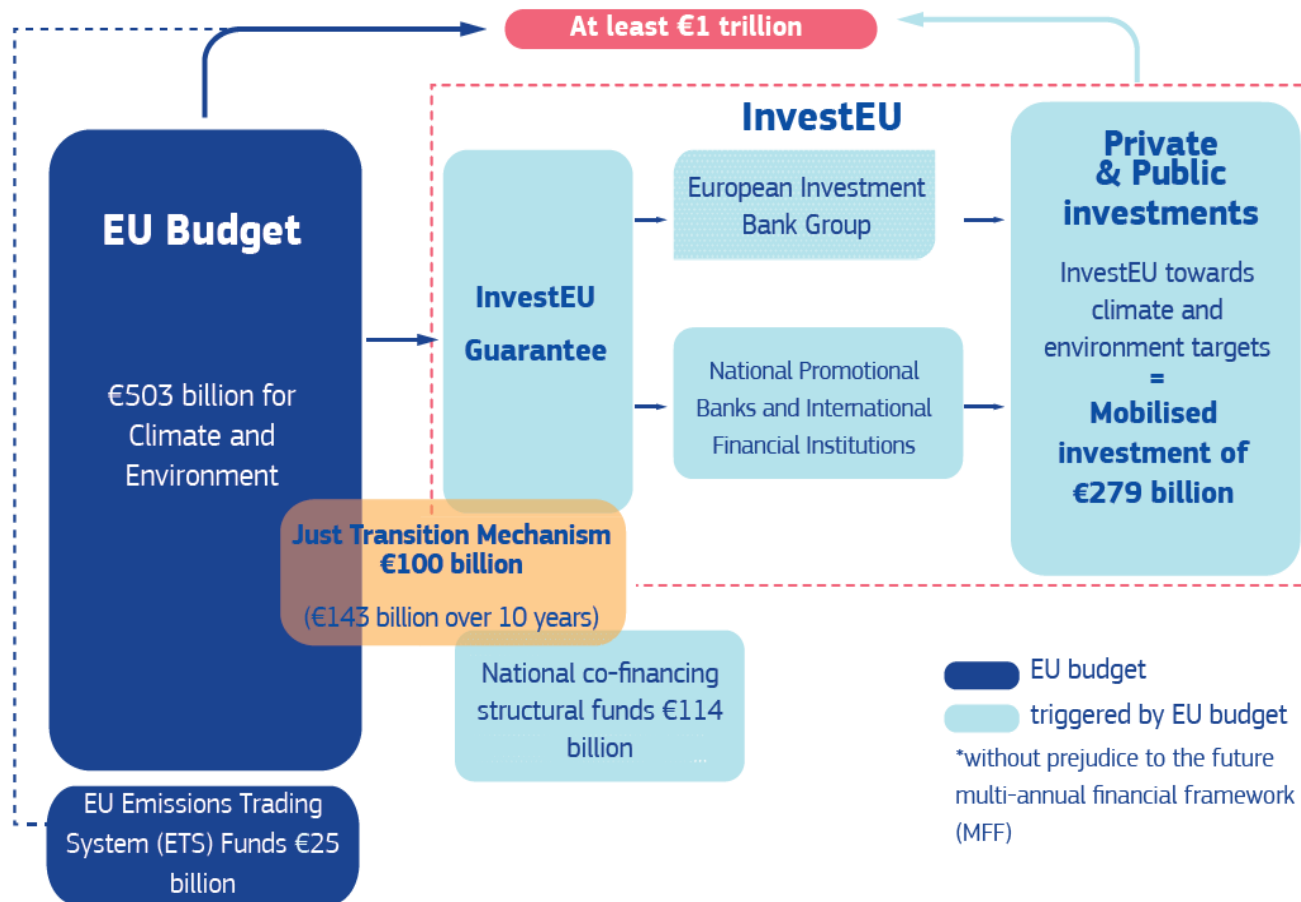 At least €1 trillion
EU Budget
€503 billion for
Climate and
Environment
InvestEU
InvestEU
Guarantee
European Investment
Bank Group
National Promotional
Banks and International
Financial Institutions
Private
& Public
investments
InvestEU towards
climate and
environment targets
=
Mobilised
investment of
€279 billion
Just Transition Mechanism
€100 billion
(€143 billion over 10 years)
National co-financing
structural funds €114
billion
...
EU Emissions Trading
System (ETS) Funds €25
billion
EU budget
triggered by EU budget
*without prejudice to the future
multi-annual financial framework
(MFF)